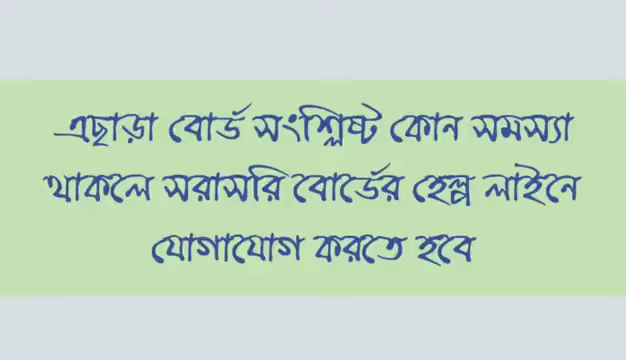 এছাড়া বোর্ড সংশ্লিষ্ট কোন সমস্যা
থাকলে সরাসরি বোর্ডের হেল্প লাইনে
যোগাযোগ করতে হবে